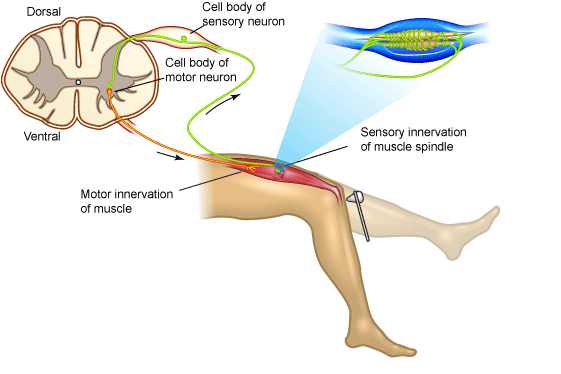 Dorsal
Cell body of
sensory neuron
Cell body of
motor neuron
Ventral
Sensory innervation
of muscle spindle
Motor innervation
of muscle